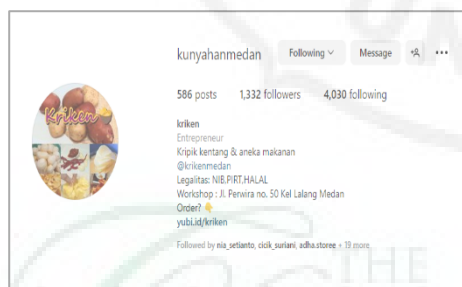 kunyahanmedan Following Message
586 posts 1,332 followers 4,030 following
kriken
Entrepreneur
Kripik kentang & aneka makanan
@krikenmedan
Legalitas: NIB.PIRT.HALAL
Workshop : Jl. Perwira no. 50 Kel Lalang Medan
Order? 👇
yubi.id/kriken
Followed by nia_setianto, cicik_suriani, adha.storee + 19 more
Kriken
THE